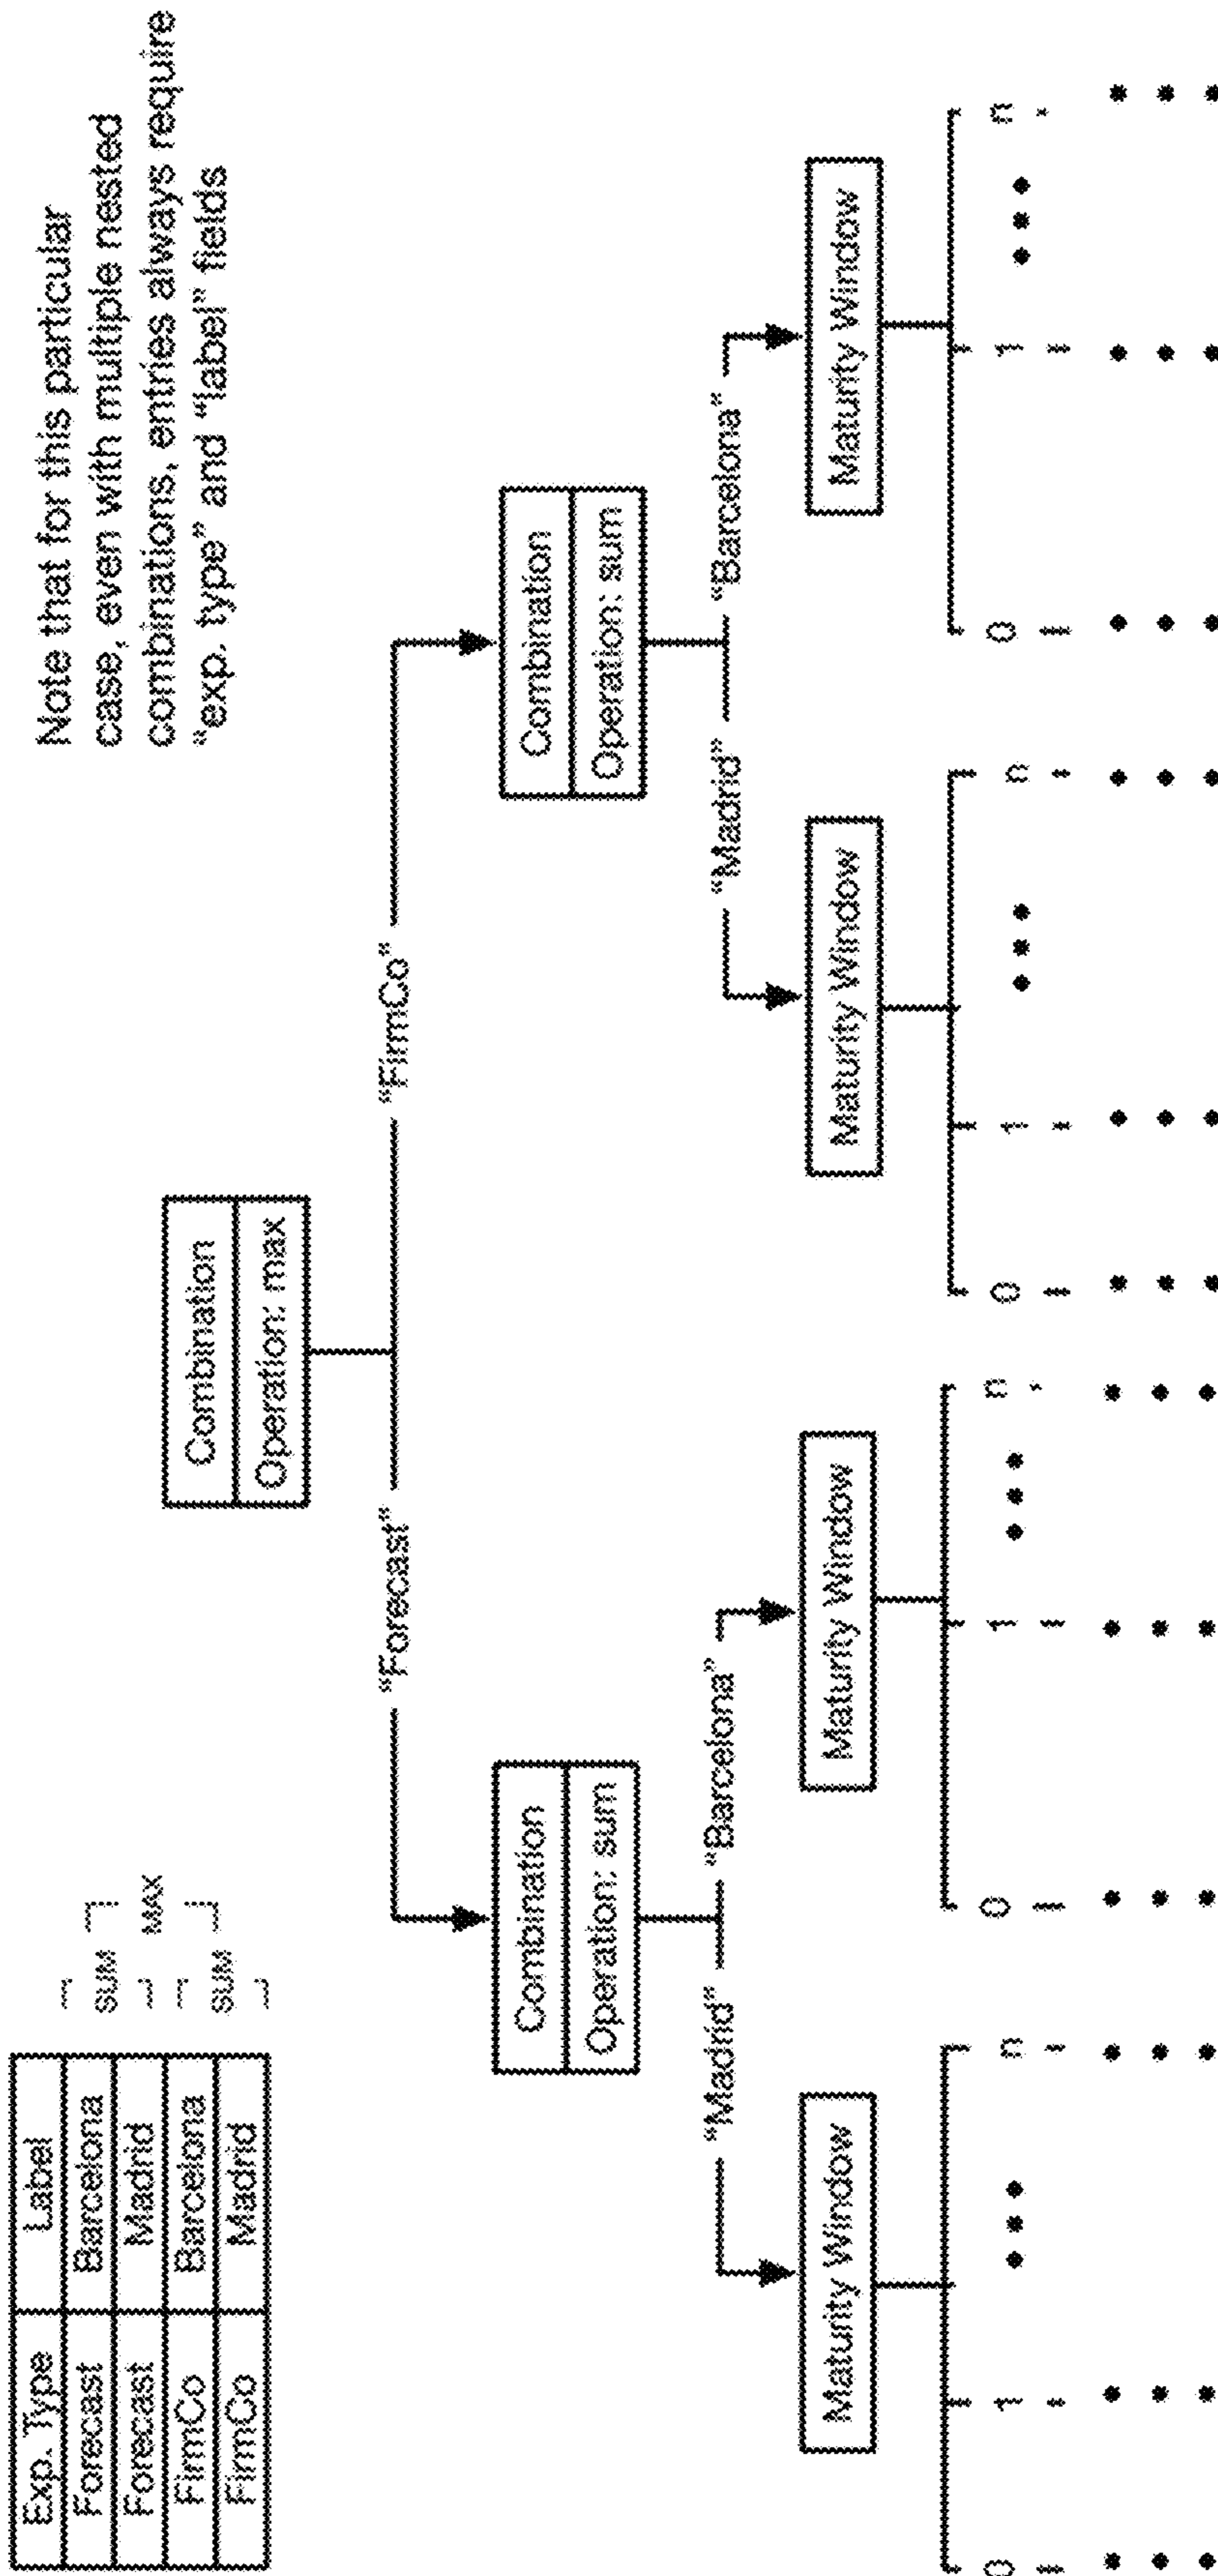 Exp. Type Label
Forecast Barcelona
Forecast Madrid
FirmCo Barcelona
FirmCo Madrid
SUM
SUM
MAX
Note that for this particular
case, even with multiple nested
combinations, entries always require
"exp. type" and "label" fields
Combination
Operation: max
"Forecast" "FirmCo"
Combination
Operation: sum
Combination
Operation: sum
"Madrid" "Barcelona" "Madrid" "Barcelona"
Maturity Window Maturity Window Maturity Window Maturity Window
0 1 n 0 1 n 0 1 n 0 1 n